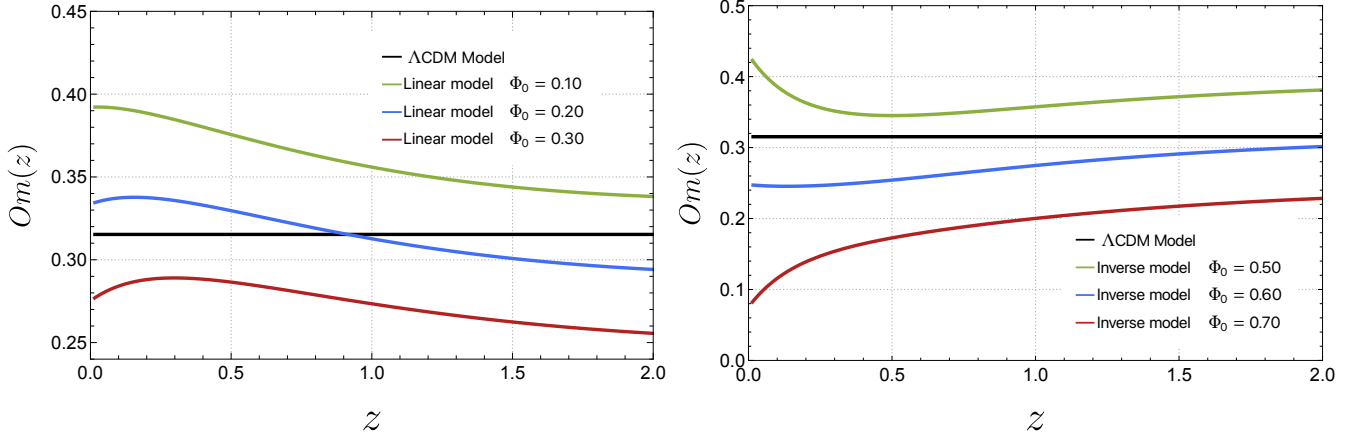 0.45
0.40
0.35
0.30
0.25
Om(z)
ΛCDM Model
Linear model Φ₀ = 0.10
Linear model Φ₀ = 0.20
Linear model Φ₀ = 0.30
0.0 0.5 1.0 1.5 2.0
z
0.5
0.4
0.3
0.2
0.1
0.0
Om(z)
ΛCDM Model
Inverse model Φ₀ = 0.50
Inverse model Φ₀ = 0.60
Inverse model Φ₀ = 0.70
0.0 0.5 1.0 1.5 2.0
z